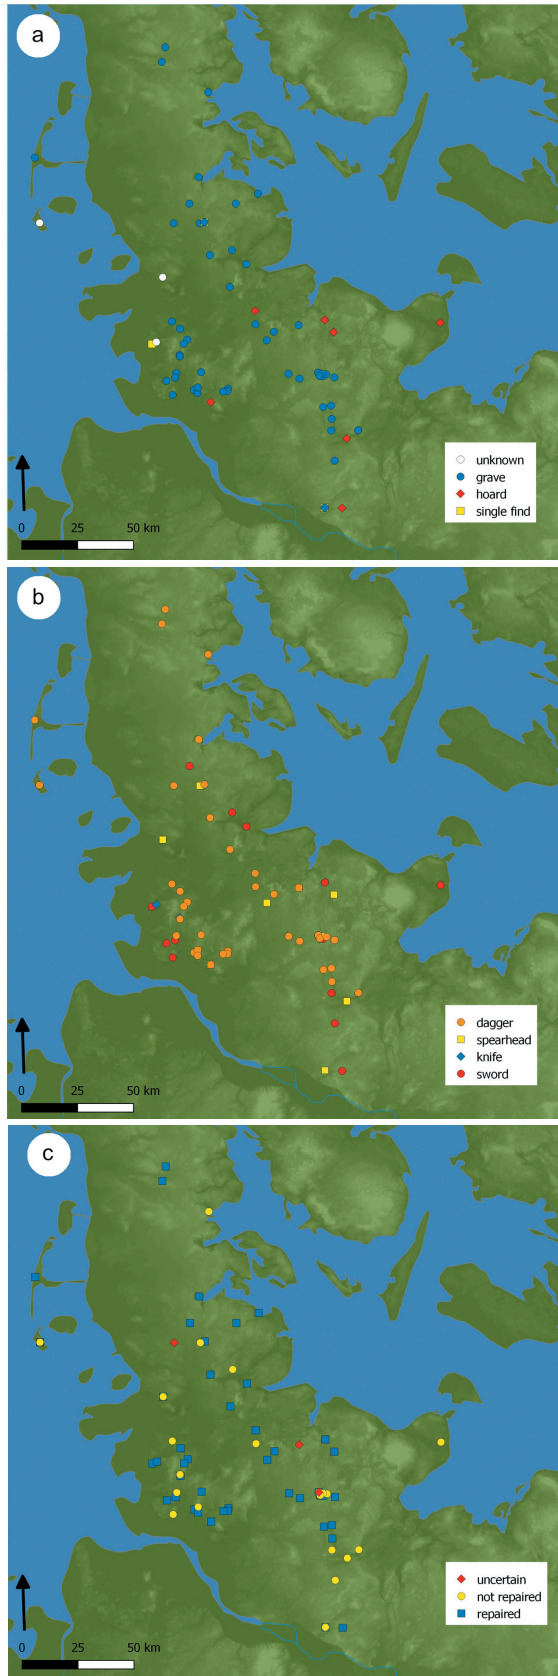 a
unknown
grave
hoard
single find
0 25 50 km
b
dagger
spearhead
knife
sword
0 25 50 km
c
uncertain
not repaired
repaired
0 25 50 km